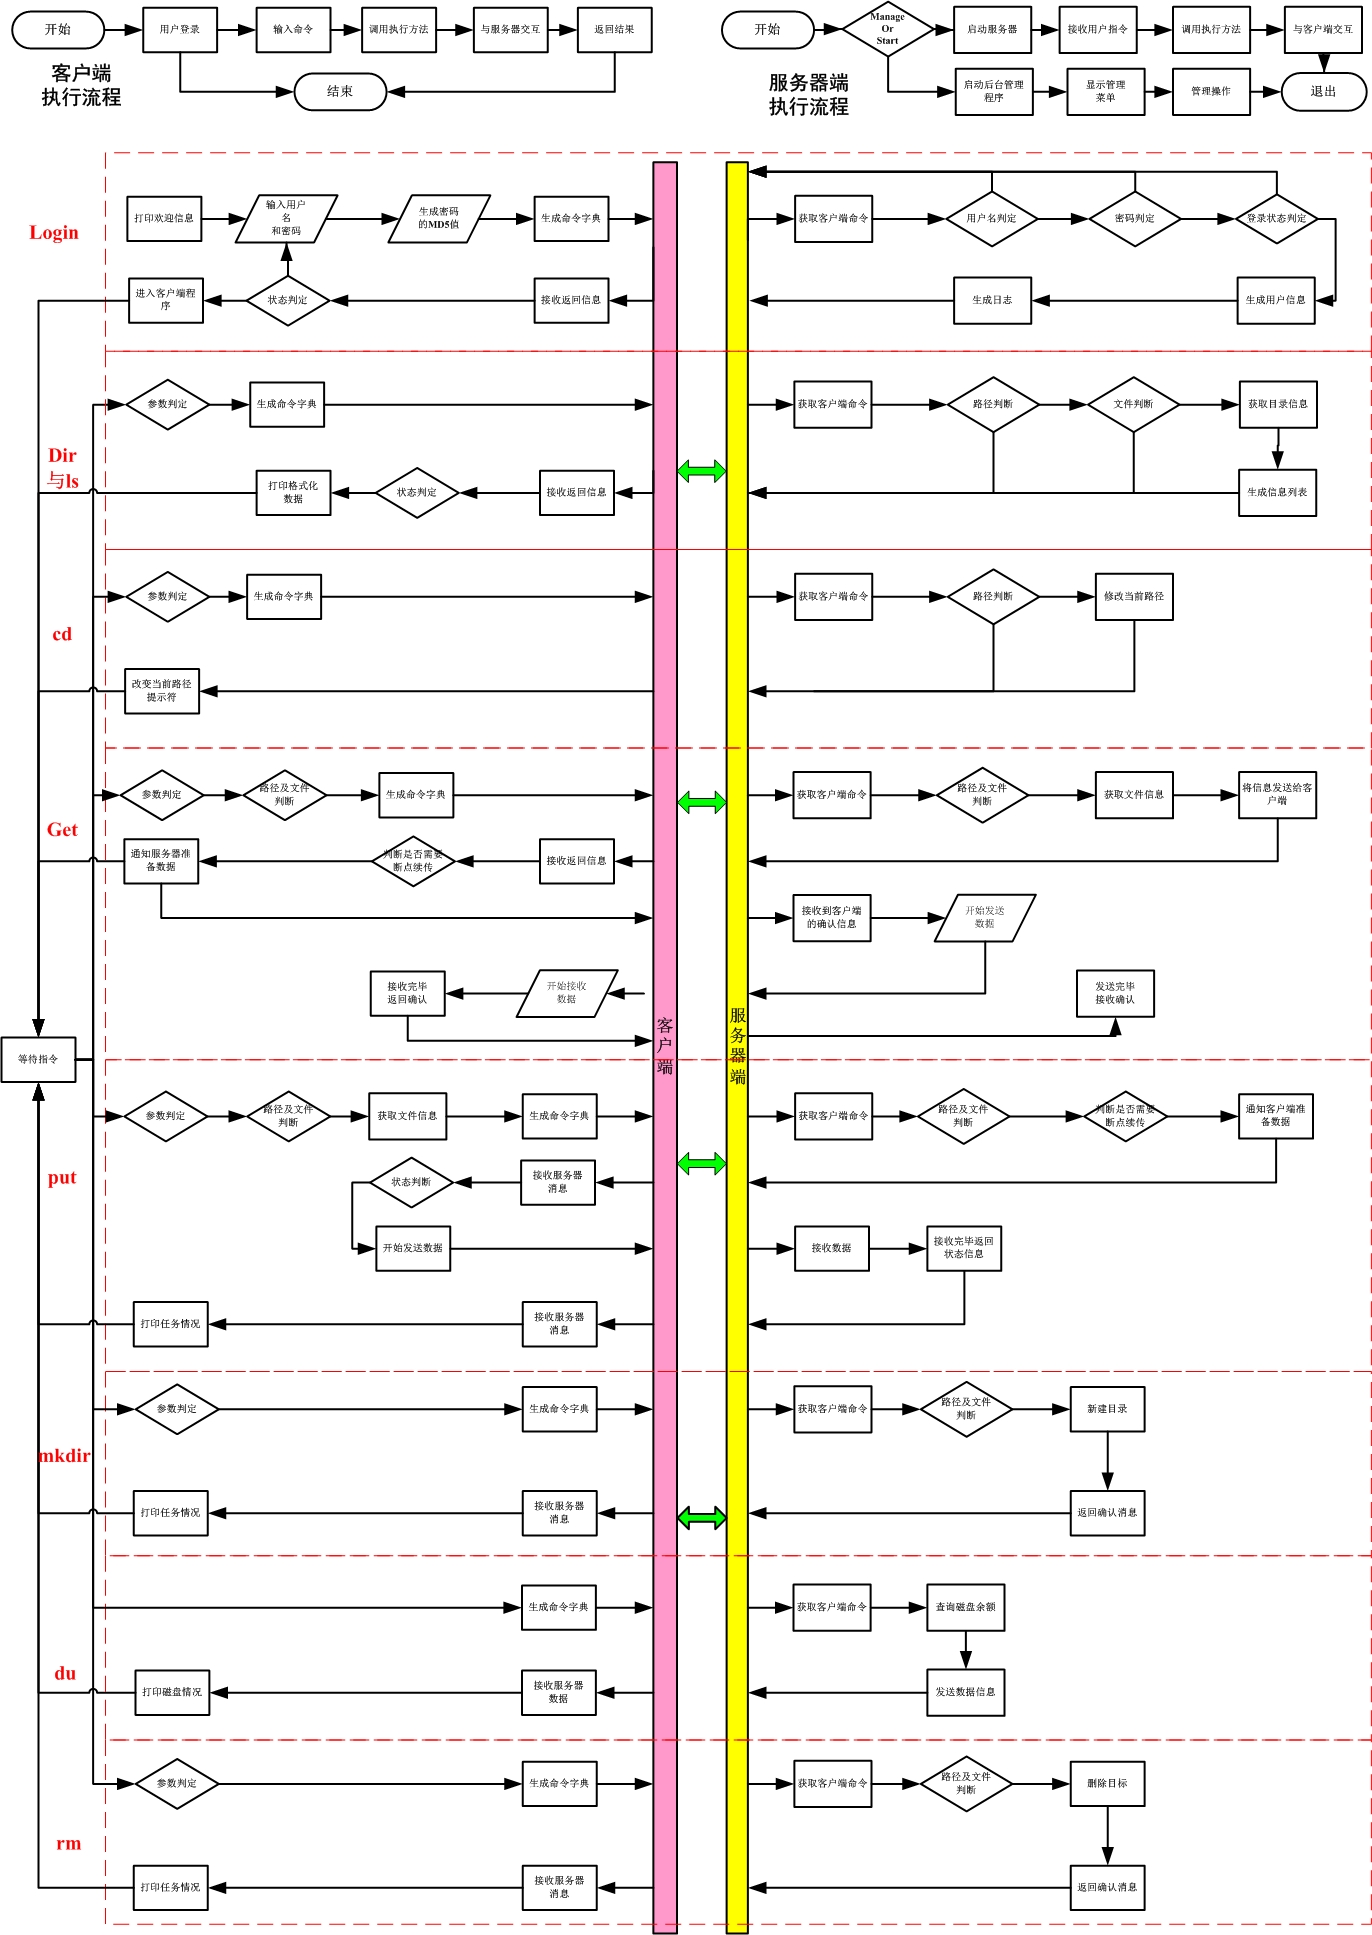 开始
用户登录
输入命令
调用执行方法
与服务器交互
返回结果
客户端
执行流程
结束
开始
Manage
Or
Start
启动服务器
接收用户指令
调用执行方法
与客户端交互
服务器端
执行流程
启动后台管理
程序
显示管理
菜单
管理操作
退出
Login
打印欢迎信息
输入用户
名
和密码
生成密码
的MD5值
生成命令字典
获取客户端命令
用户名判定
密码判定
登录状态判定
进入客户端程
序
状态判定
接收返回信息
生成日志
生成用户信息
Dir
与ls
参数判定
生成命令字典
获取客户端命令
路径判断
文件判断
获取目录信息
打印格式化
数据
状态判定
接收返回信息
生成信息列表
cd
参数判定
生成命令字典
获取客户端命令
路径判断
修改当前路径
改变当前路径
提示符
Get
参数判定
路径及文件
判断
生成命令字典
获取客户端命令
路径及文件
判断
获取文件信息
将信息发送给客
户端
通知服务器准
备数据
判断是否需要
断点续传
接收返回信息
接收到客户端
的确认信息
开始发送
数据
接收完毕
返回确认
开始接收
数据
发送完毕
接收确认
客户端
服务器端
等待指令
put
参数判定
路径及文件
判断
获取文件信息
生成命令字典
获取客户端命令
路径及文件
判断
判断是否需要
断点续传
通知客户端准
备数据
状态判断
接收服务器
消息
开始发送数据
接收数据
接收完毕返回
状态信息
打印任务情况
接收服务器
消息
mkdir
参数判定
生成命令字典
获取客户端命令
路径及文件
判断
新建目录
打印任务情况
接收服务器
消息
返回确认消息
du
生成命令字典
获取客户端命令
查询磁盘余额
打印磁盘情况
接收服务器
数据
发送数据信息
rm
参数判定
生成命令字典
获取客户端命令
路径及文件
判断
删除目标
打印任务情况
接收服务器
消息
返回确认消息